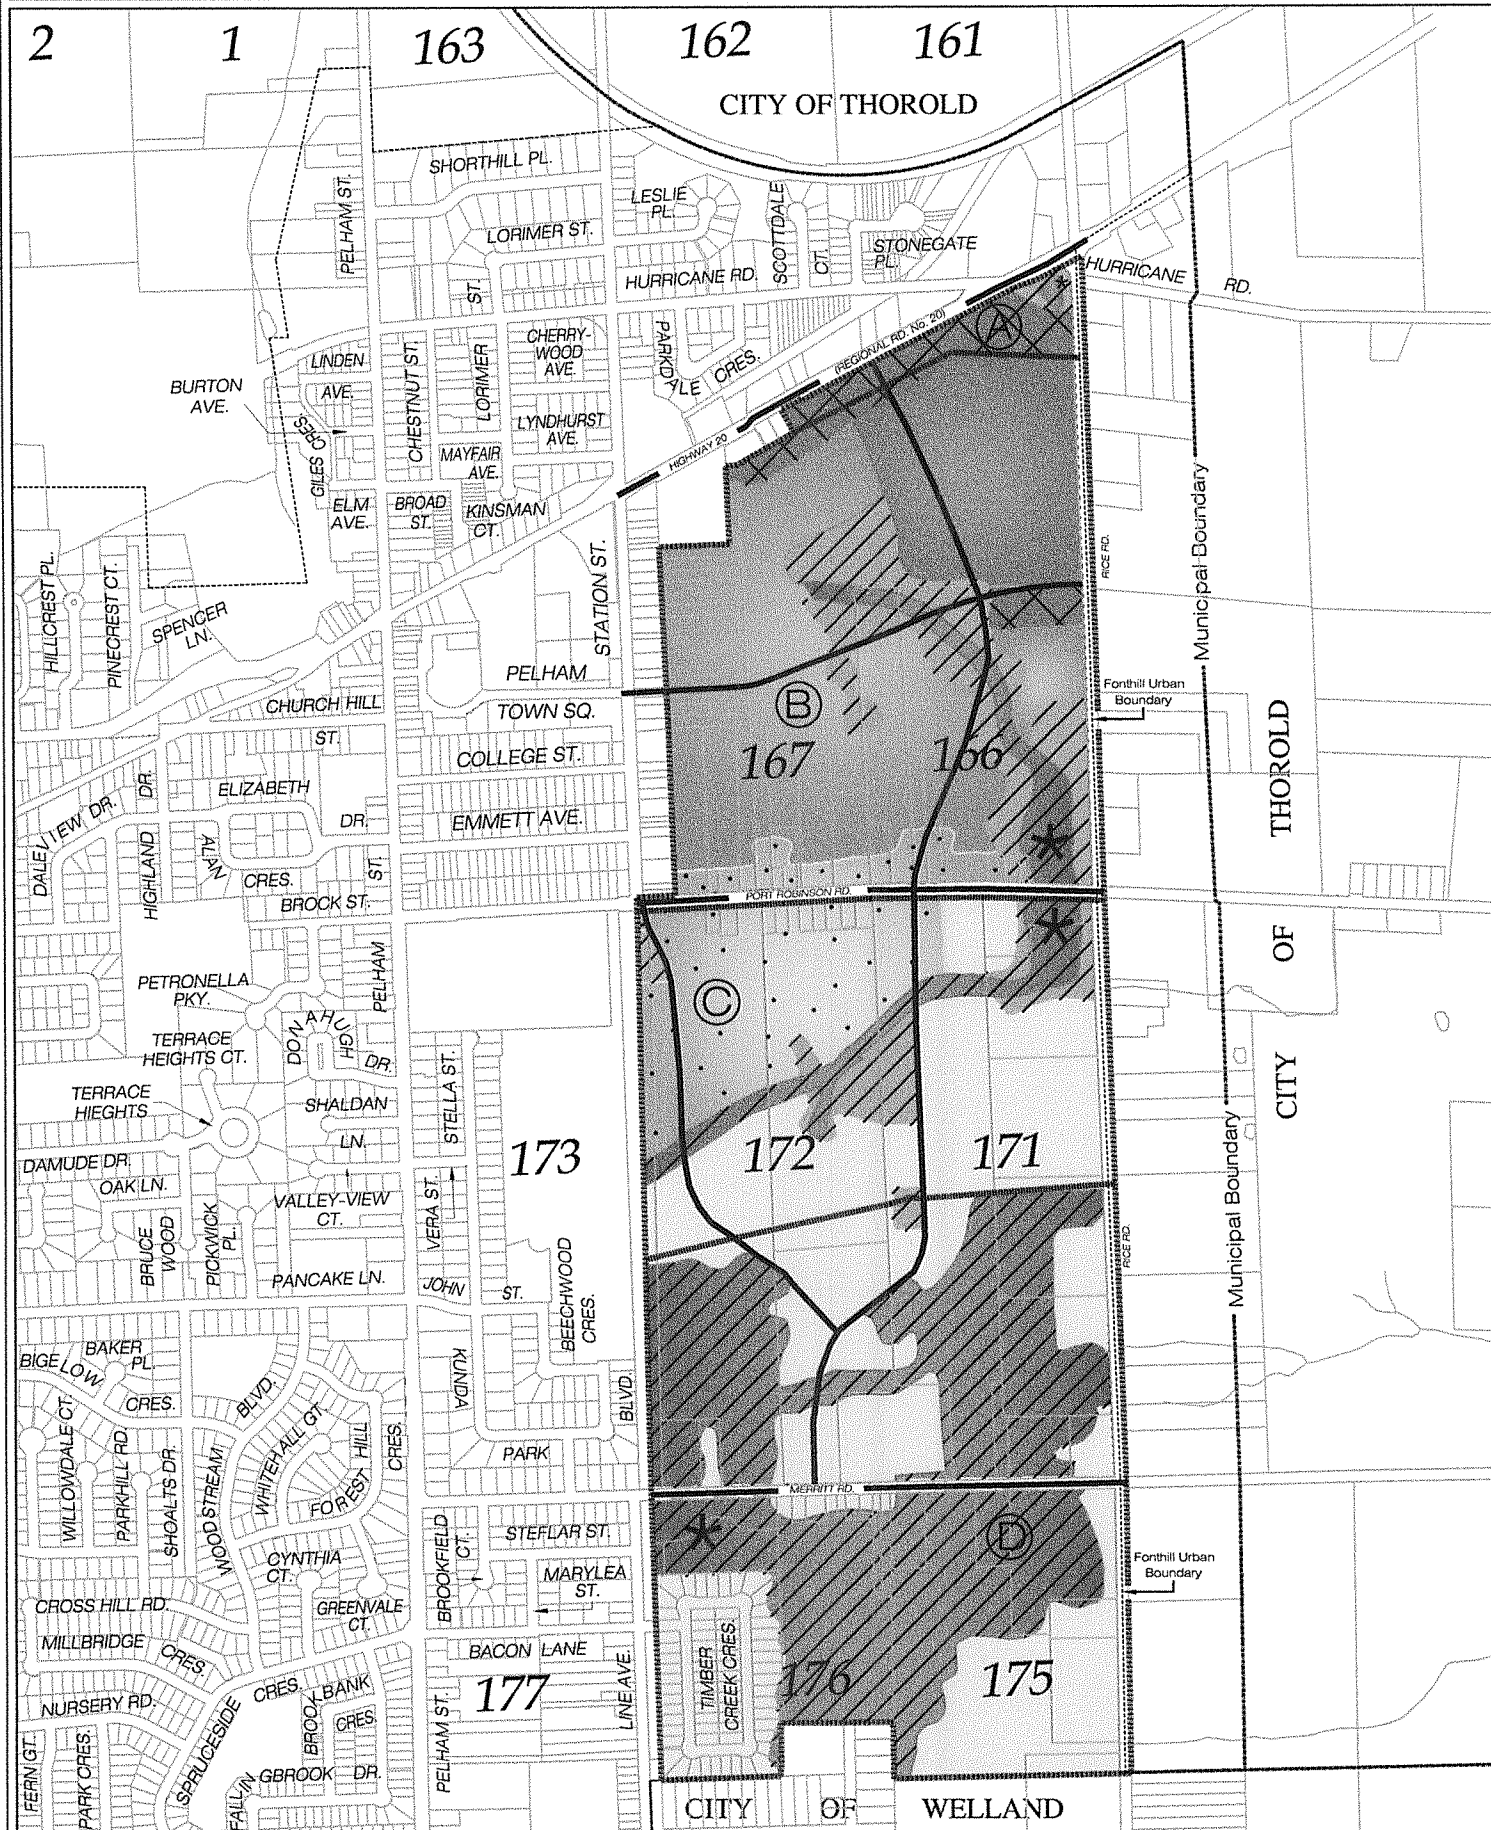 2
1
163
162
161
CITY OF THOROLD
SHORTHILL PL.
PELHAM ST.
LESLIE
PL.
SCOTTDALE
CT.
LORIMER ST.
STONEGATE
PL.
HURRICANE RD.
HURRICANE
RD.
ST.
LINDEN
AVE.
CHESTNUT ST.
LORIMER
CHERRY-
WOOD
AVE.
PARKDALE CRES.
(REGIONAL RD. No. 20)
A
*
BURTON
AVE.
GILES CRES.
LYNDHURST
AVE.
MAYFAIR
AVE.
HIGHWAY 20
ELM
AVE.
BROAD
ST.
KINSMAN
CT.
STATION ST.
RICE RD.
Municipal Boundary
HILLCREST PL.
PINECREST CT.
SPENCER
LN.
PELHAM
TOWN SQ.
CHURCH HILL
ST.
B
Fonthill Urban
Boundary
COLLEGE ST.
167
166
THOROLD
DALEVIEW DR.
DR.
HIGHLAND
ELIZABETH
DR.
ALAN
CRES.
ST.
EMMETT AVE.
*
BROCK ST.
PORT ROBINSON RD.
*
OF
PETRONELLA
PKY.
PELHAM
C
TERRACE
HEIGHTS CT.
DONAHUGH
DR.
TERRACE
HIEGHTS
SHALDAN
LN.
STELLA ST.
CITY
173
172
171
Municipal Boundary
DAMUDE DR.
OAK LN.
VALLEY-VIEW
CT.
VERA ST.
BRUCE
WOOD
PICKWICK
PL.
RICE RD.
PANCAKE LN.
JOHN
ST.
BEECHWOOD
CRES.
BAKER
PL.
BIGELOW
CRES.
BLVD.
KUNDA
BLVD.
WILLOWDALE CT.
PARKHILL RD.
SHOALTS DR.
WOODSTREAM
WHITEHALL GT.
FOREST HILL
CRES.
PARK
MERRITT RD.
STEFLAR ST.
*
D
BROOKFIELD
CT.
CYNTHIA
CT.
MARYLEA
ST.
Fonthill Urban
Boundary
CROSS HILL RD.
GREENVALE
CT.
MILLBRIDGE
CRES.
BACON LANE
TIMBER
CREEK CRES.
176
175
177
NURSERY RD.
CRES.
BROOKBANK
CRES.
LINE AVE.
PELHAM ST.
FERN GT.
PARK CRES.
SPRUCESIDE
FALLINGBROOK DR.
CITY OF WELLAND